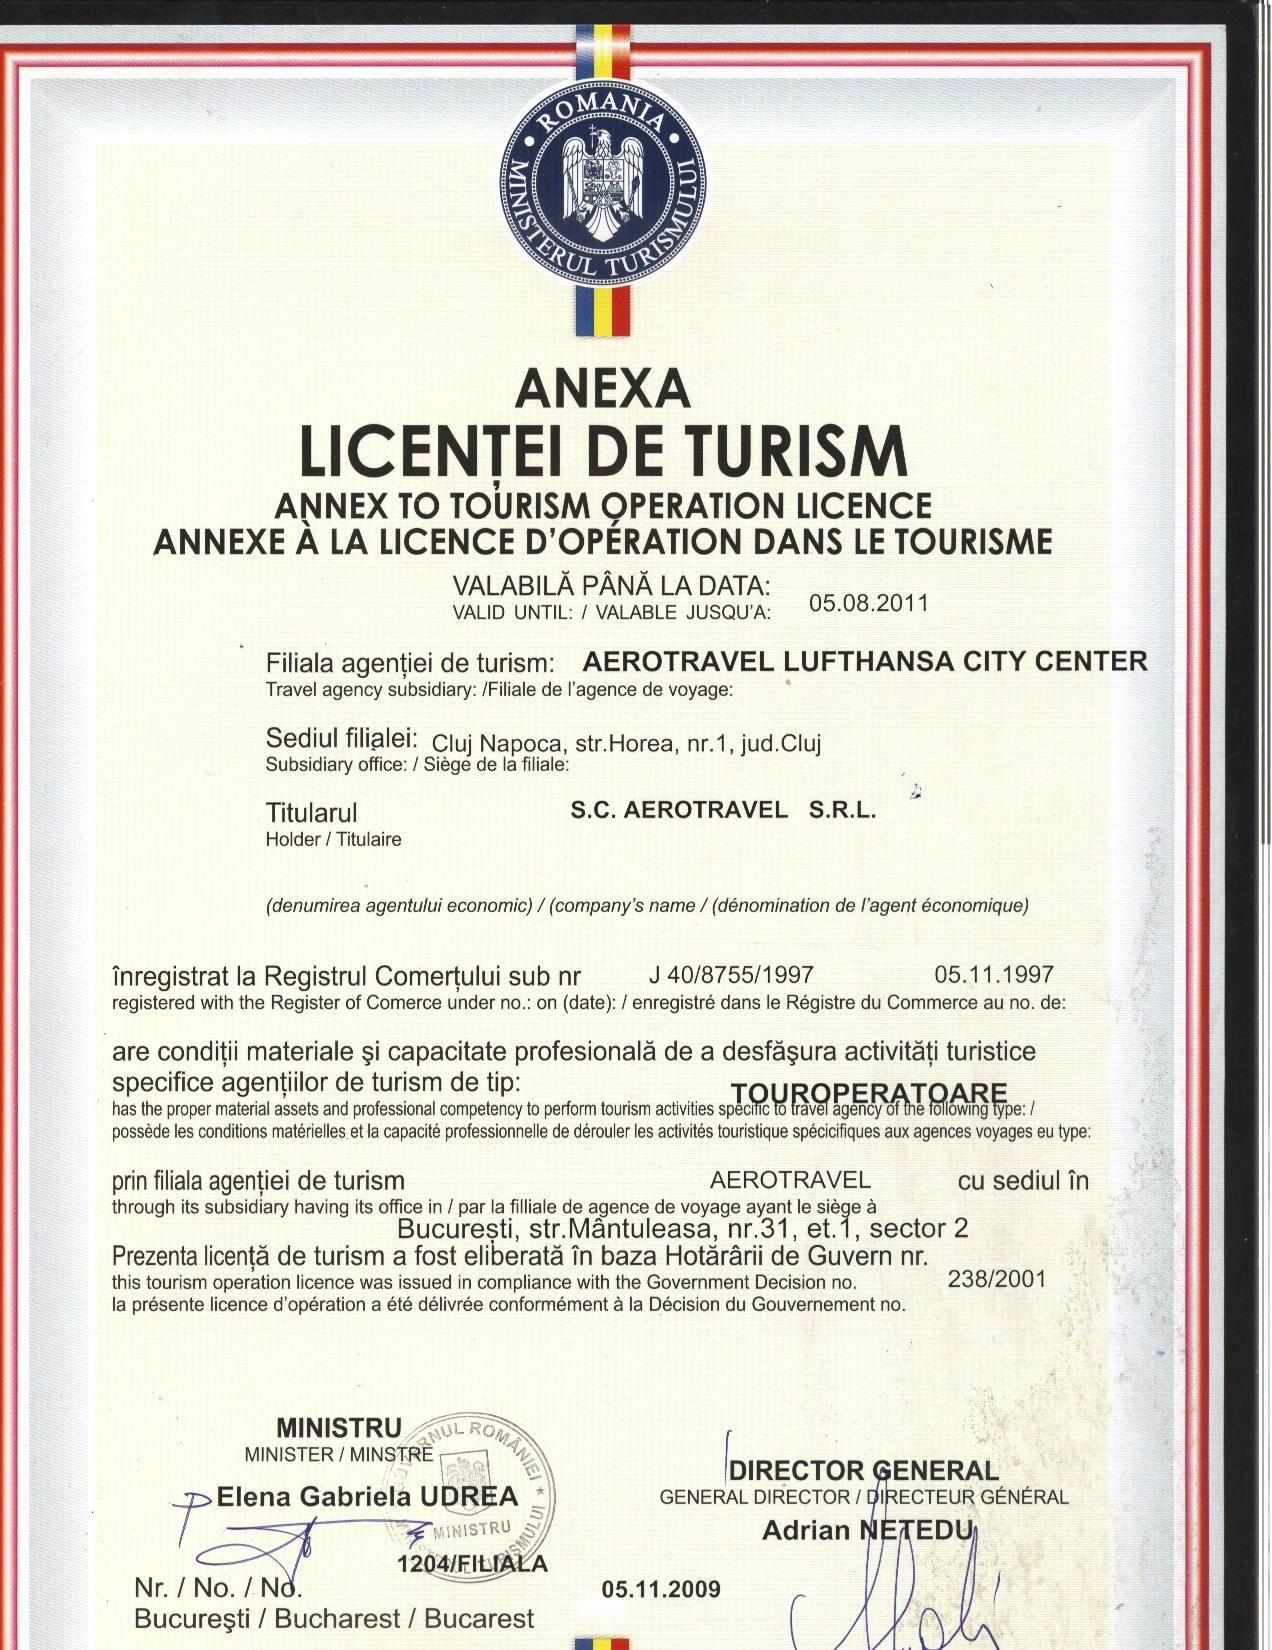 ROMANIA
MINISTERUL TURISMULUI
ANEXA
LICENȚEI DE TURISM
ANNEX TO TOURISM OPERATION LICENCE
ANNEXE À LA LICENCE D'OPÉRATION DANS LE TOURISME
VALABILĂ PÂNĂ LA DATA:
VALID UNTIL: / VALABLE JUSQU'A: 05.08.2011
Filiala agenției de turism: AEROTRAVEL LUFTHANSA CITY CENTER
Travel agency subsidiary: /Filiale de l'agence de voyage:
Sediul filialei: Cluj Napoca, str.Horea, nr.1, jud.Cluj
Subsidiary office: / Siège de la filiale:
Titularul S.C. AEROTRAVEL S.R.L.
Holder / Titulaire
(denumirea agentului economic) / (company's name / (dénomination de l'agent économique)
înregistrat la Registrul Comerțului sub nr J 40/8755/1997 05.11.1997
registered with the Register of Comerce under no.: on (date): / enregistré dans le Régistre du Commerce au no. de:
are condiții materiale şi capacitate profesională de a desfăşura activități turistice
specifice agențiilor de turism de tip: TOUROPERATOARE
has the proper material assets and professional competency to perform tourism activities specific to travel agency of the following type: /
possède les conditions matérielles et la capacité professionnelle de dérouler les activités touristique spécicifiques aux agences voyages eu type:
prin filiala agenției de turism AEROTRAVEL cu sediul în
through its subsidiary having its office in / par la filliale de agence de voyage ayant le siège à
Bucureşti, str.Mântuleasa, nr.31, et.1, sector 2
Prezenta licență de turism a fost eliberată în baza Hotărârii de Guvern nr.
this tourism operation licence was issued in compliance with the Government Decision no. 238/2001
la présente licence d'opération a été délivrée conformément à la Décision du Gouvernement no.
MINISTRU
MINISTER / MINSTRE
Elena Gabriela UDREA
GUVERNUL ROMÂNIEI
MINISTRU
DIRECTOR GENERAL
GENERAL DIRECTOR / DIRECTEUR GÉNÉRAL
Adrian NETEDU
1204/FILIALA
Nr. / No. / No. 05.11.2009
Bucureşti / Bucharest / Bucarest